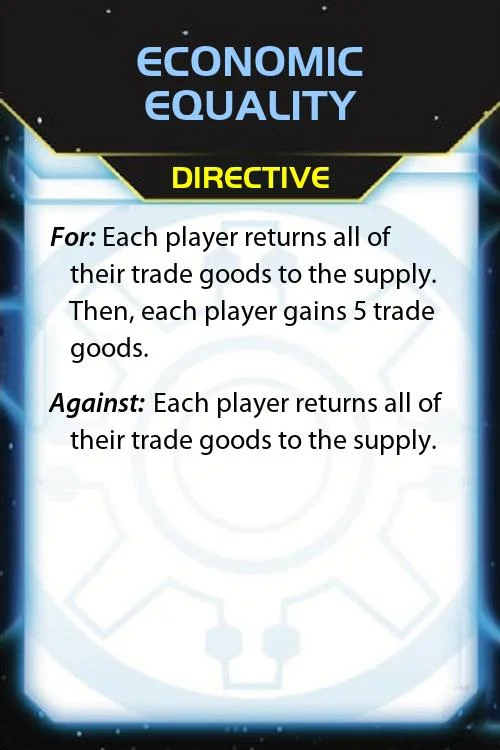 ECONOMIC
EQUALITY
DIRECTIVE
For: Each player returns all of
their trade goods to the supply.
Then, each player gains 5 trade
goods.
Against: Each player returns all of
their trade goods to the supply.